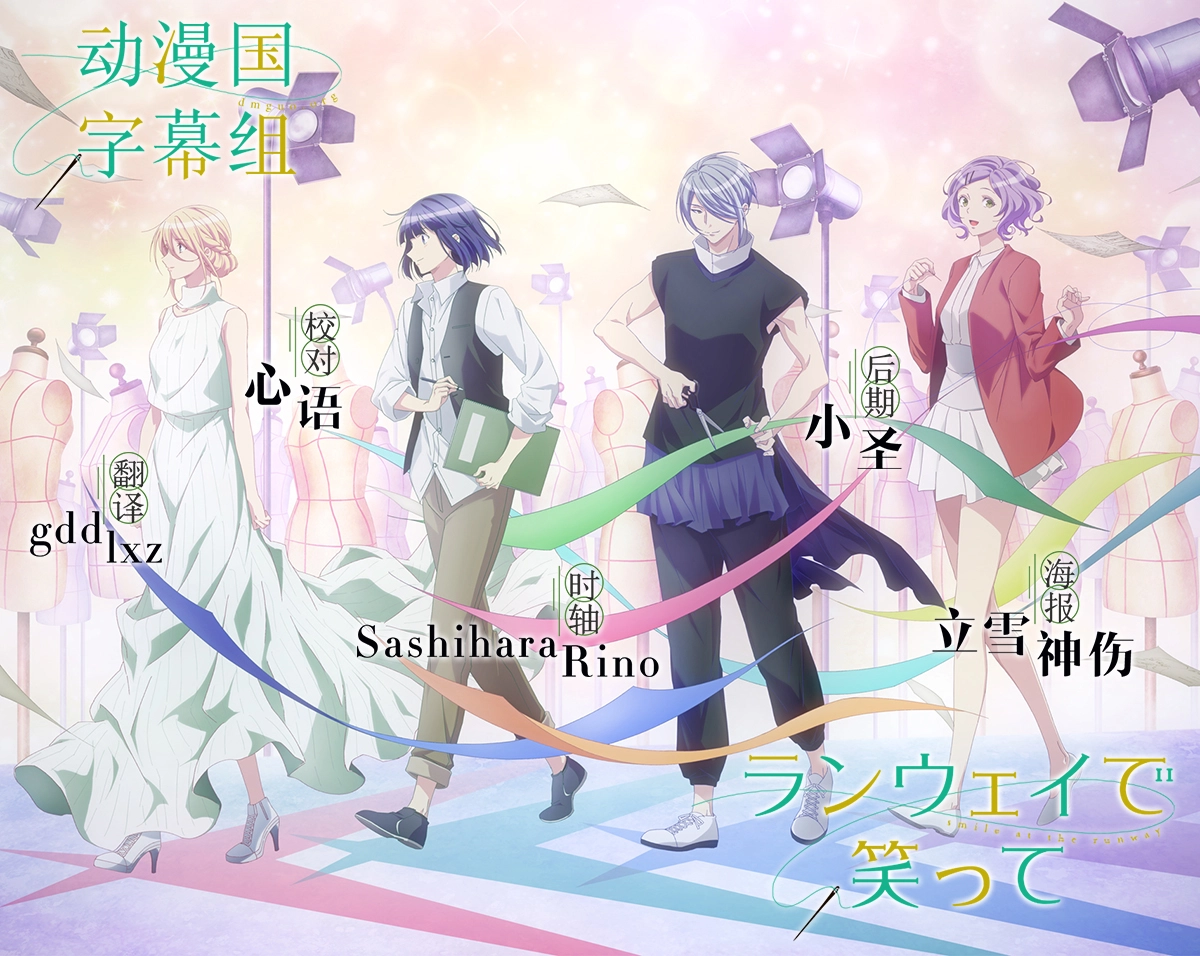 动漫国
dmguo.org
字幕组
校对
心语
后期
小圣
翻译
gddlxz
时轴
SashiharaRino
海报
立雪神伤
ランウェイで
smile at the runway
笑って